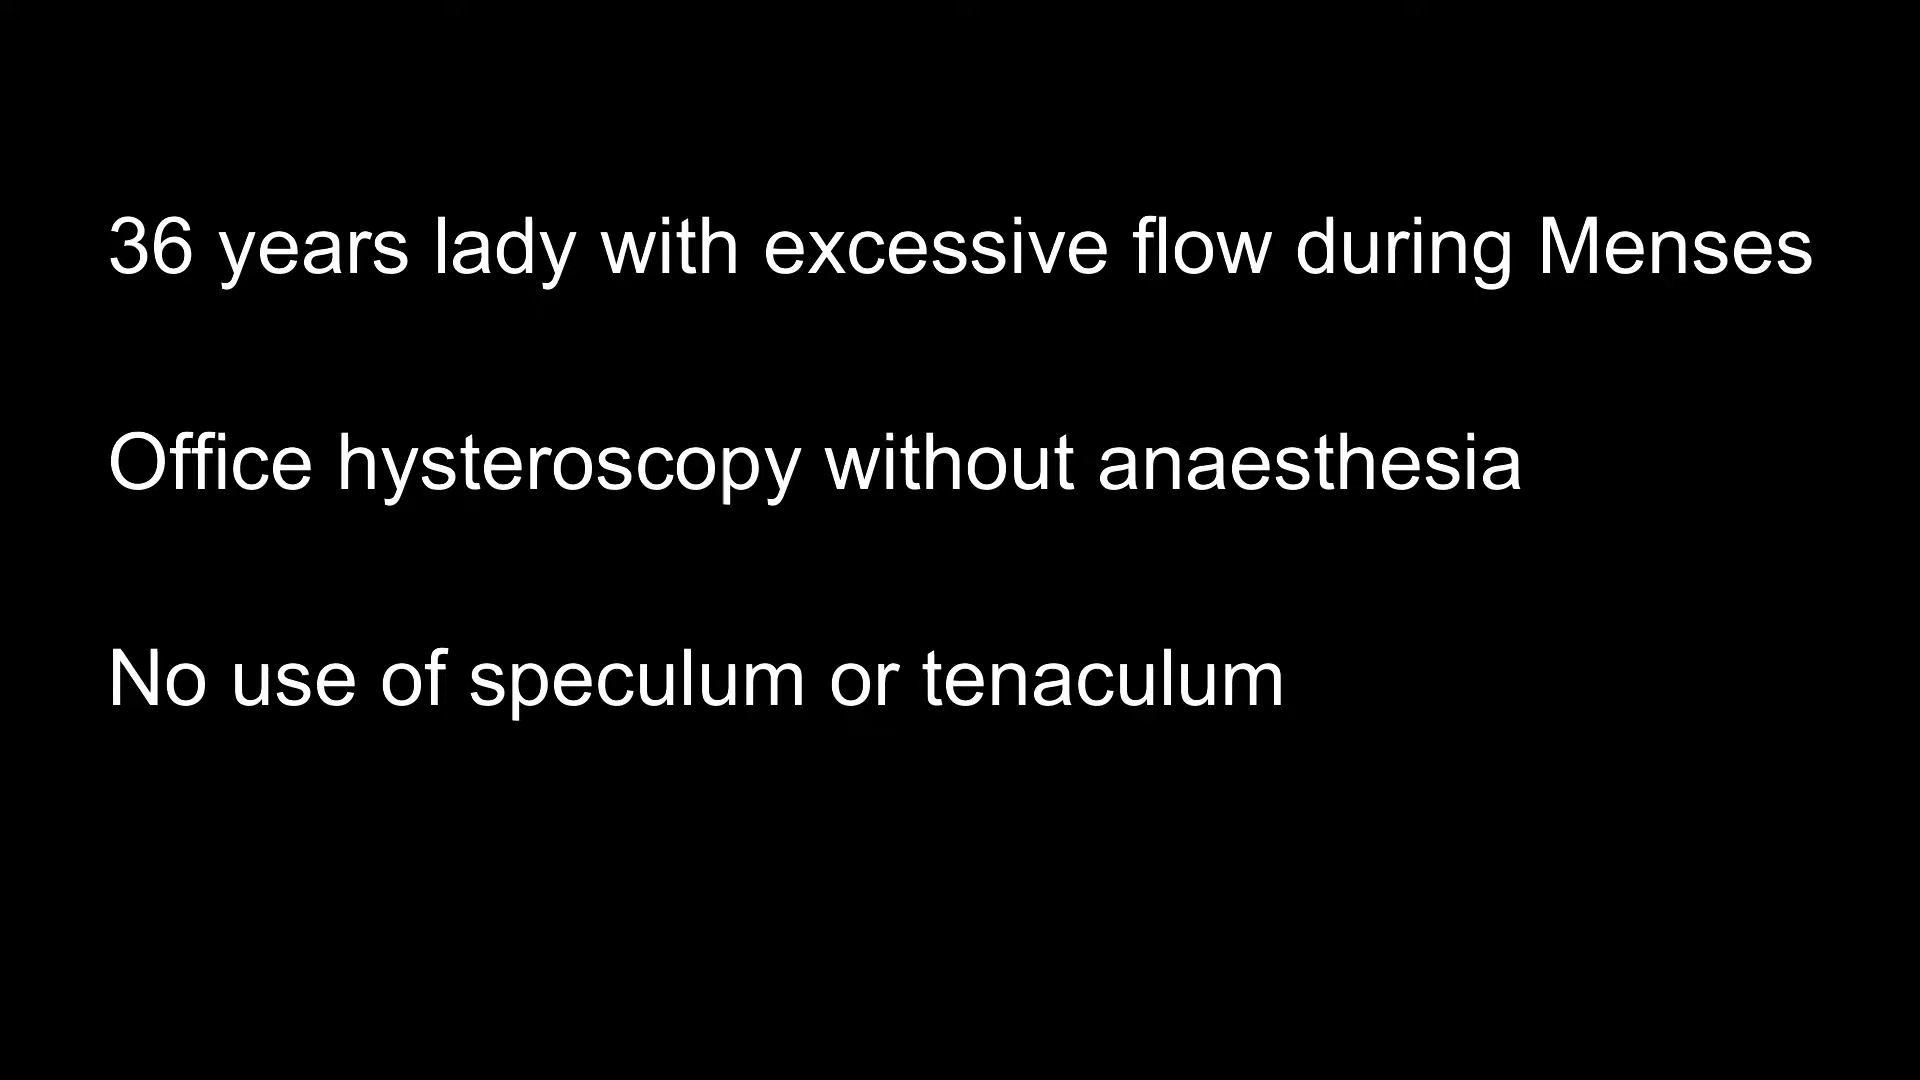 36 years lady with excessive flow during Menses
Office hysteroscopy without anaesthesia
No use of speculum or tenaculum